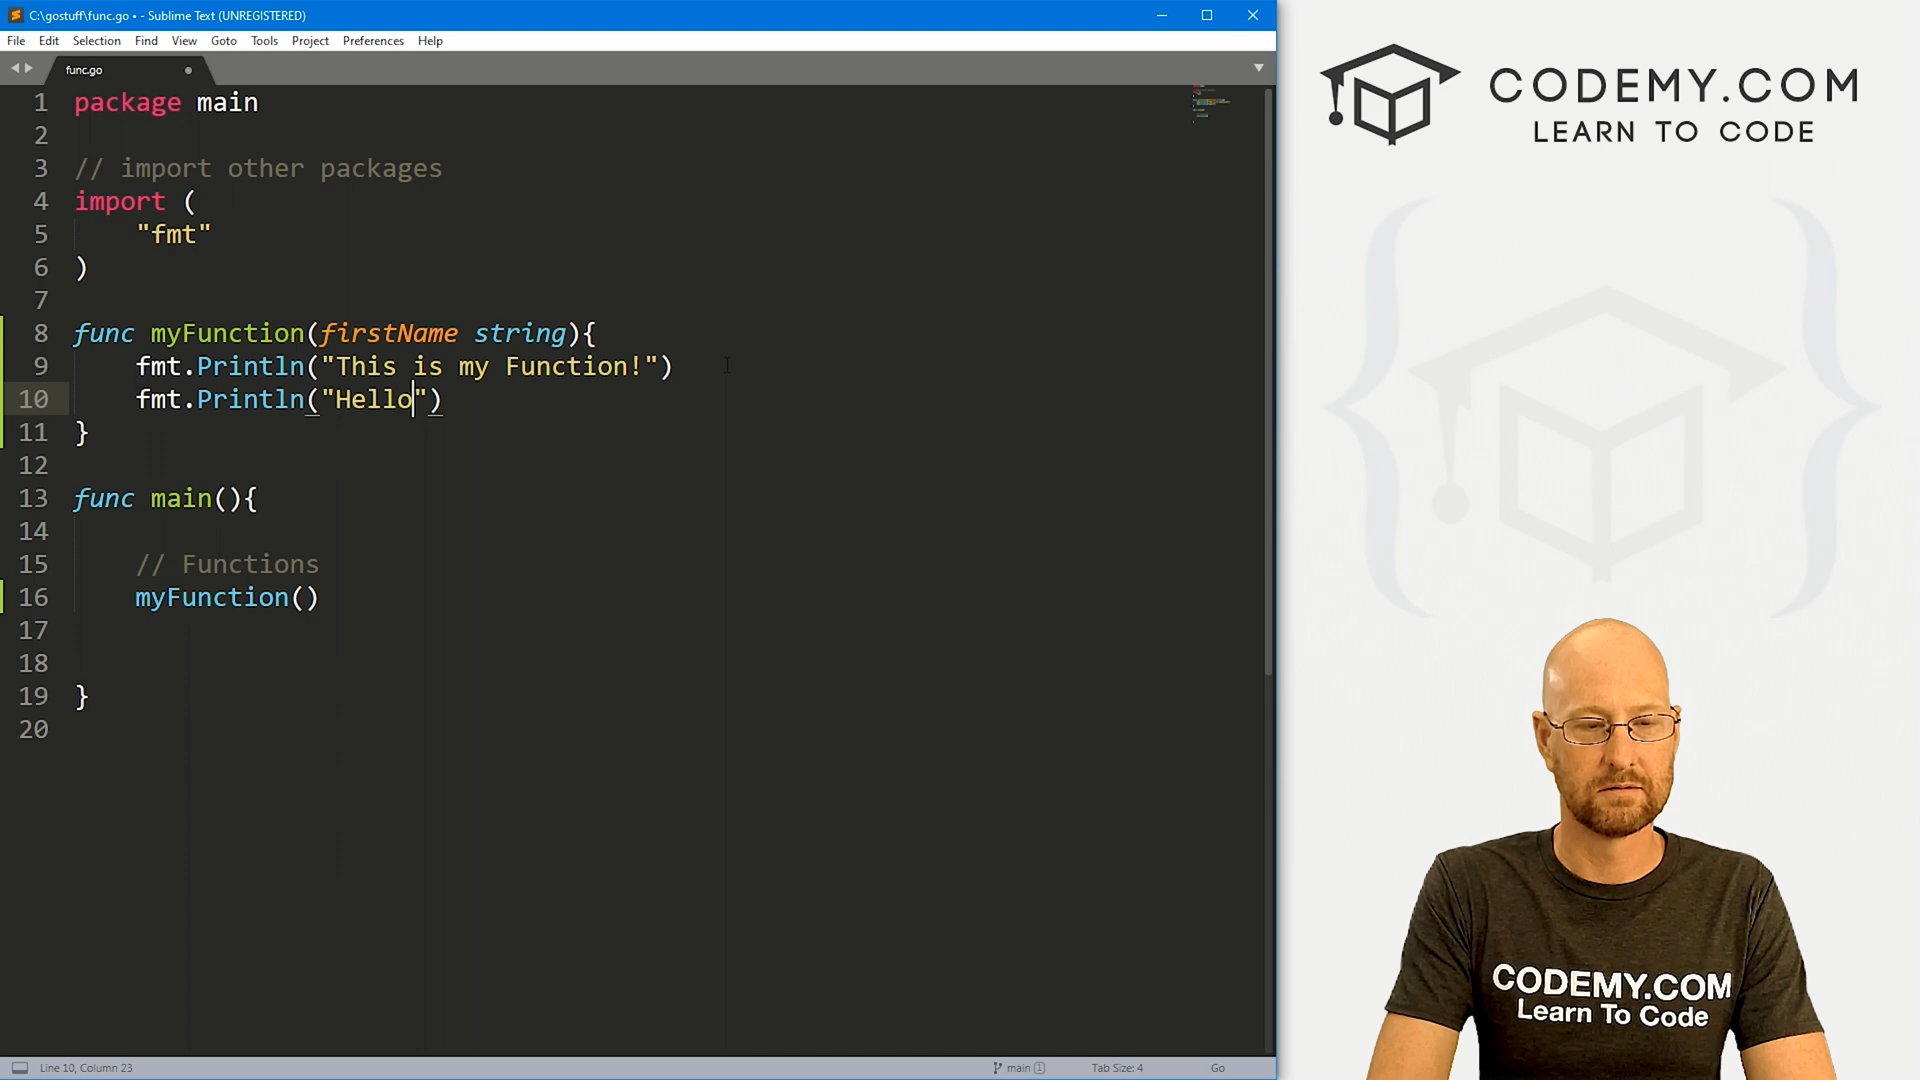 C:\gostuff\func.go • - Sublime Text (UNREGISTERED)
File Edit Selection Find View Goto Tools Project Preferences Help
func.go
1 package main
2
3 // import other packages
4 import (
5 "fmt"
6 )
7
8 func myFunction(firstName string){
9 fmt.Println("This is my Function!")
10 fmt.Println("Hello")
11 }
12
13 func main(){
14
15 // Functions
16 myFunction()
17
18
19 }
20
Line 10, Column 23
main 1
Tab Size: 4
Go
CODEMY.COM
LEARN TO CODE
CODEMY.COM
Learn To Code